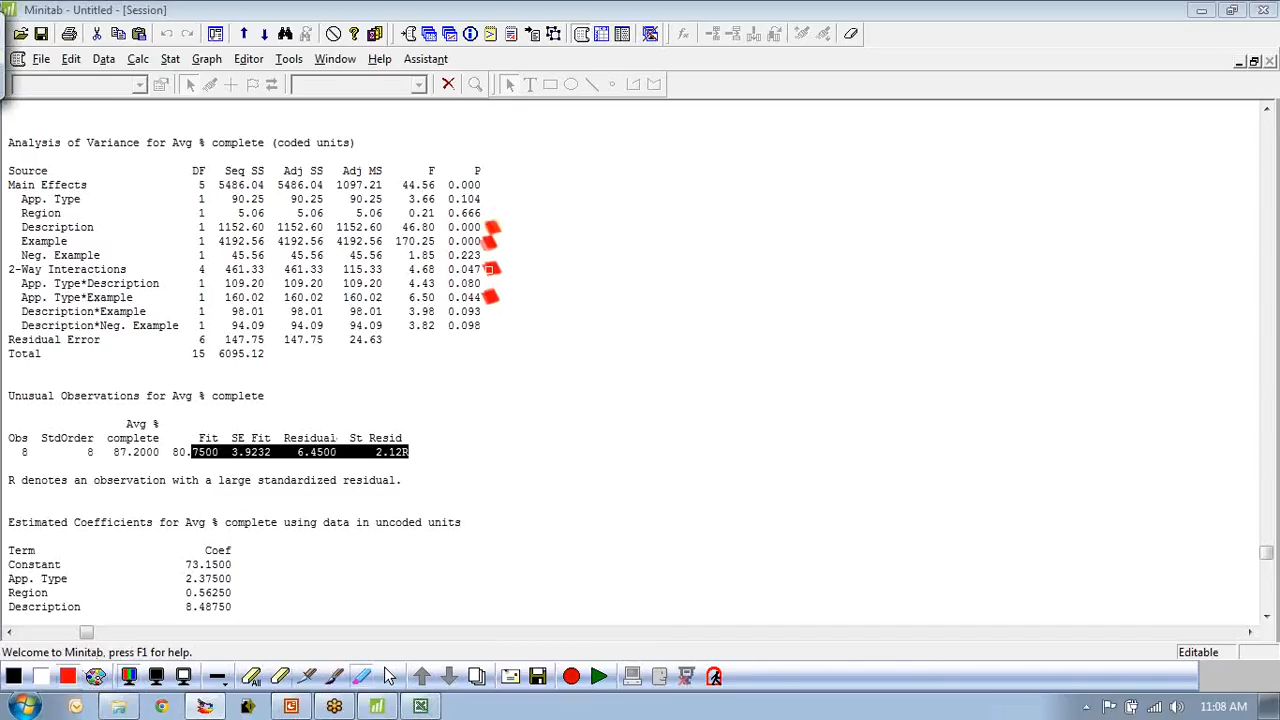 Minitab - Untitled - [Session]
File Edit Data Calc Stat Graph Editor Tools Window Help Assistant
Analysis of Variance for Avg % complete (coded units)
Source DF Seq SS Adj SS Adj MS F P
Main Effects 5 5486.04 5486.04 1097.21 44.56 0.000
App. Type 1 90.25 90.25 90.25 3.66 0.104
Region 1 5.06 5.06 5.06 0.21 0.666
Description 1 1152.60 1152.60 1152.60 46.80 0.000
Example 1 4192.56 4192.56 4192.56 170.25 0.000
Neg. Example 1 45.56 45.56 45.56 1.85 0.223
2-Way Interactions 4 461.33 461.33 115.33 4.68 0.047
App. Type*Description 1 109.20 109.20 109.20 4.43 0.080
App. Type*Example 1 160.02 160.02 160.02 6.50 0.044
Description*Example 1 98.01 98.01 98.01 3.98 0.093
Description*Neg. Example 1 94.09 94.09 94.09 3.82 0.098
Residual Error 6 147.75 147.75 24.63
Total 15 6095.12
Unusual Observations for Avg % complete
Avg %
Obs StdOrder complete Fit SE Fit Residual St Resid
8 8 87.2000 80.7500 3.9232 6.4500 2.12R
R denotes an observation with a large standardized residual.
Estimated Coefficients for Avg % complete using data in uncoded units
Term Coef
Constant 73.1500
App. Type 2.37500
Region 0.56250
Description 8.48750
Welcome to Minitab, press F1 for help.
Editable
11:08 AM